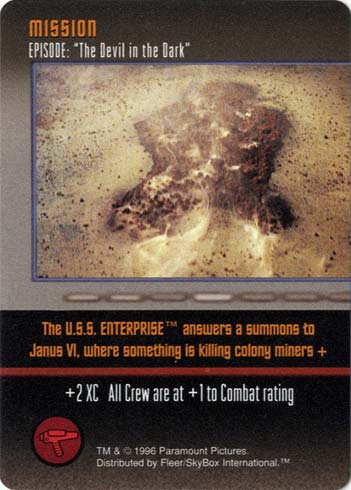 MISSION
EPISODE: "The Devil in the Dark"
The U.S.S. ENTERPRISE™ answers a summons to
Janus VI, where something is killing colony miners +
+2 XC All Crew are at +1 to Combat rating
TM & © 1996 Paramount Pictures.
Distributed by Fleer/SkyBox International.™